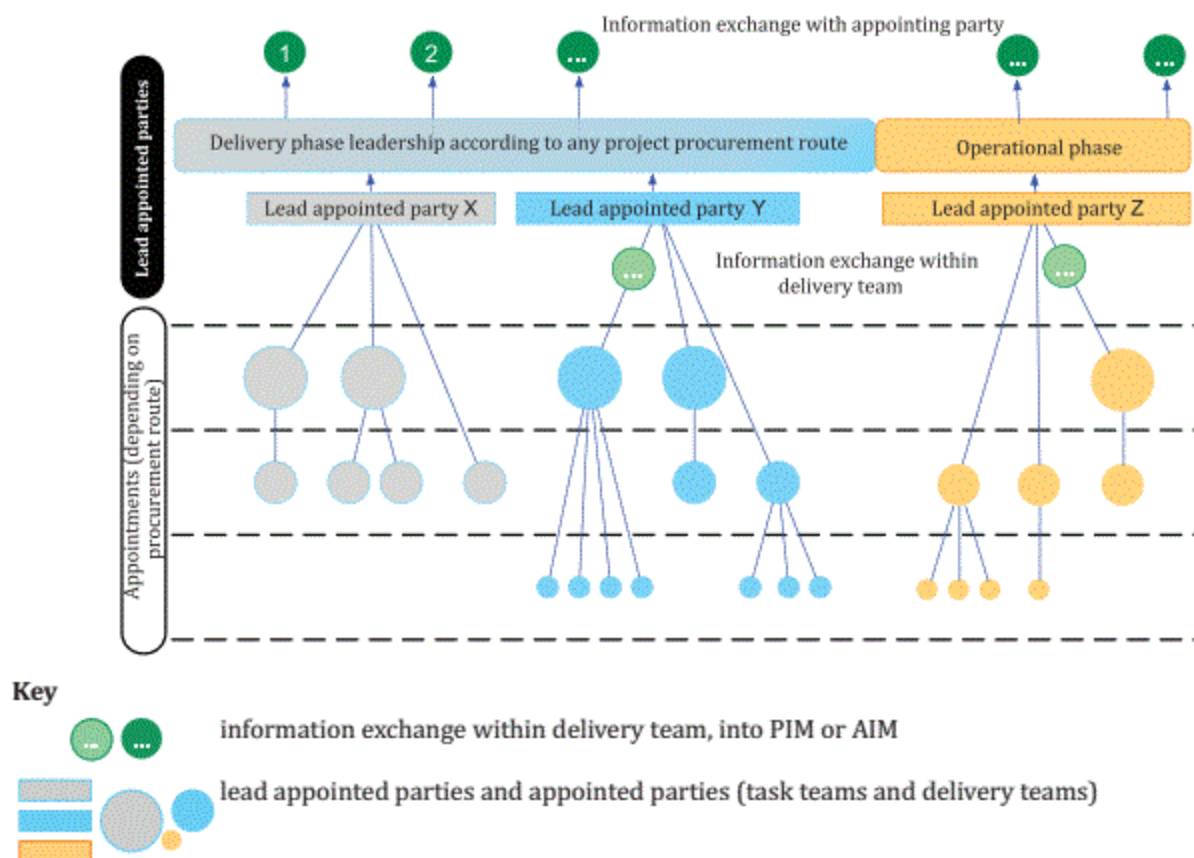 Information exchange with appointing party
1
2
...
...
...
Lead appointed parties
Delivery phase leadership according to any project procurement route
Operational phase
Lead appointed party X
Lead appointed party Y
Lead appointed party Z
...
Information exchange within
delivery team
...
Appointments (depending on
procurement route)
Key
...
...
information exchange within delivery team, into PIM or AIM
lead appointed parties and appointed parties (task teams and delivery teams)